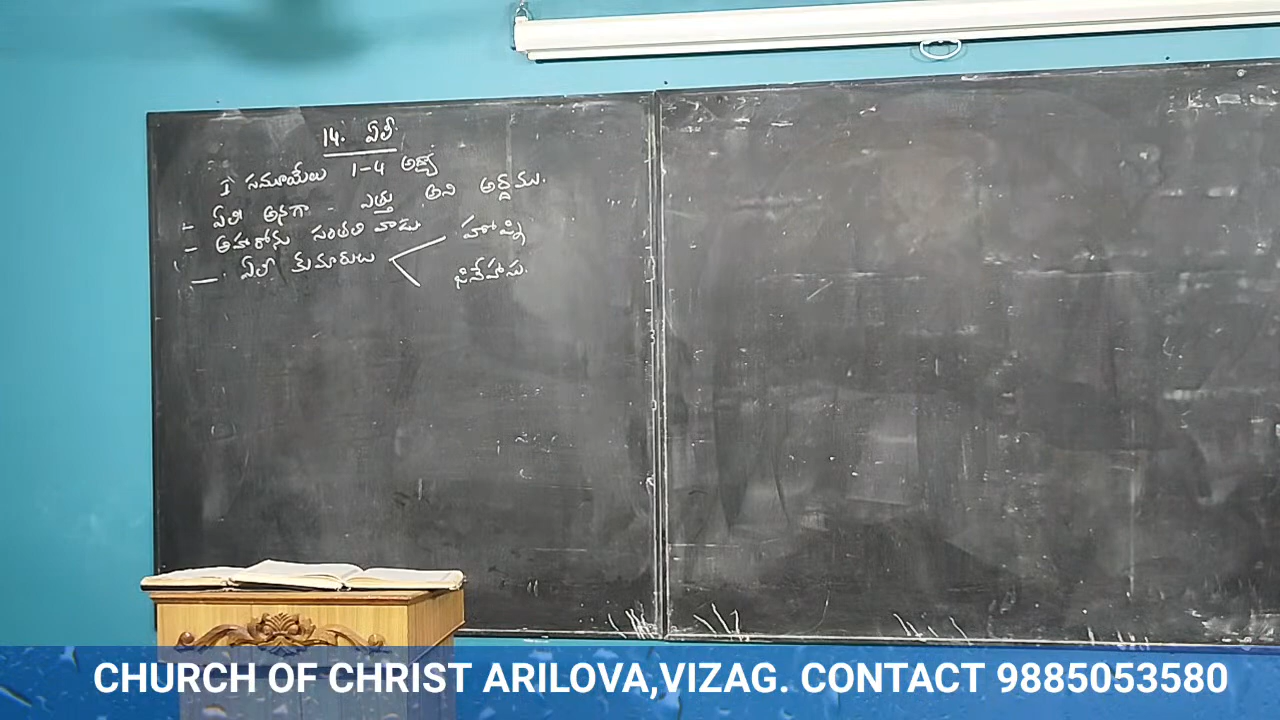 14. ఏలీ
I సమూయేలు 1-4 అధ్యా
- ఏలీ అనగా - ఎత్తు అని అర్థము.
- అహరోను సంతతి వాడు
- ఏలీ కుమారులు < హోఫ్ని
ఫినేహాసు.
CHURCH OF CHRIST ARILOVA,VIZAG. CONTACT 9885053580